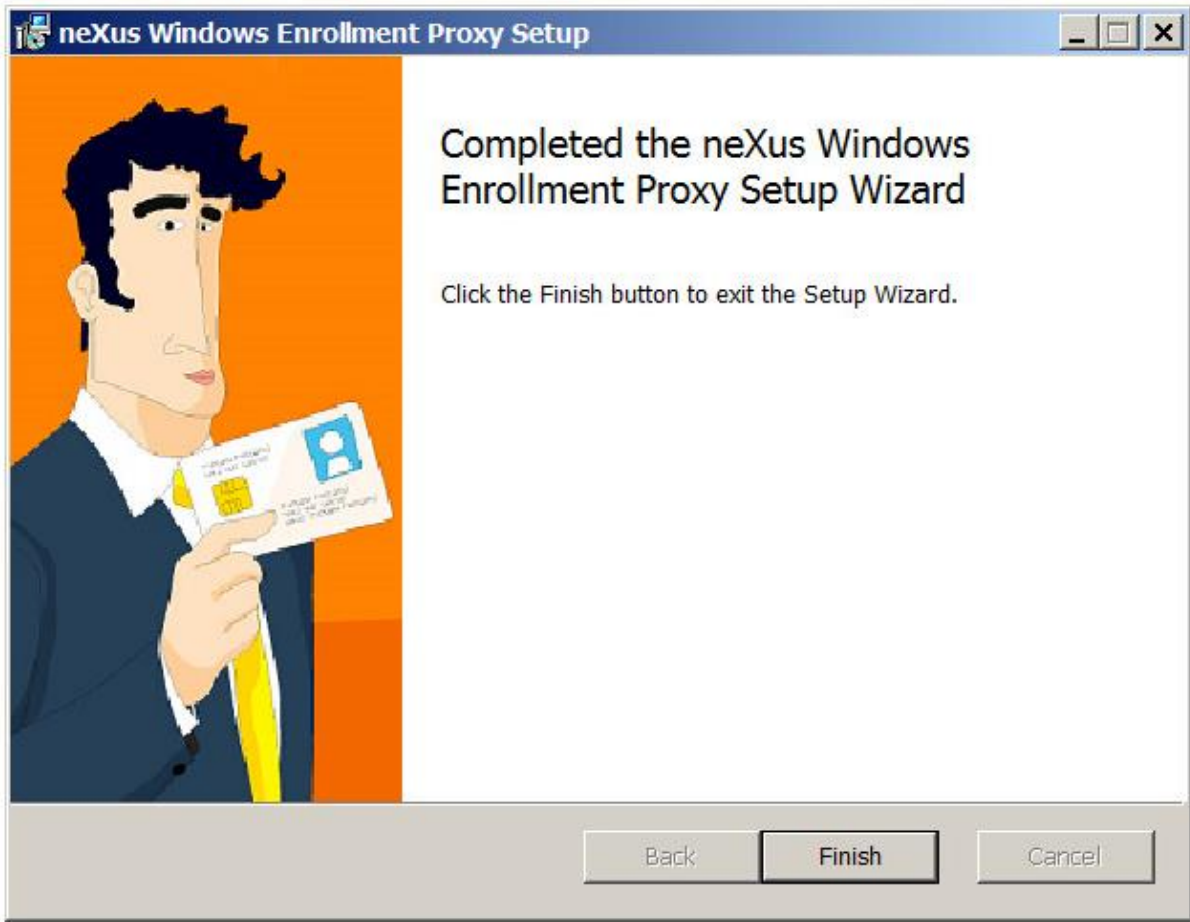 neXus Windows Enrollment Proxy Setup
Completed the neXus Windows
Enrollment Proxy Setup Wizard
Click the Finish button to exit the Setup Wizard.
Back
Finish
Cancel